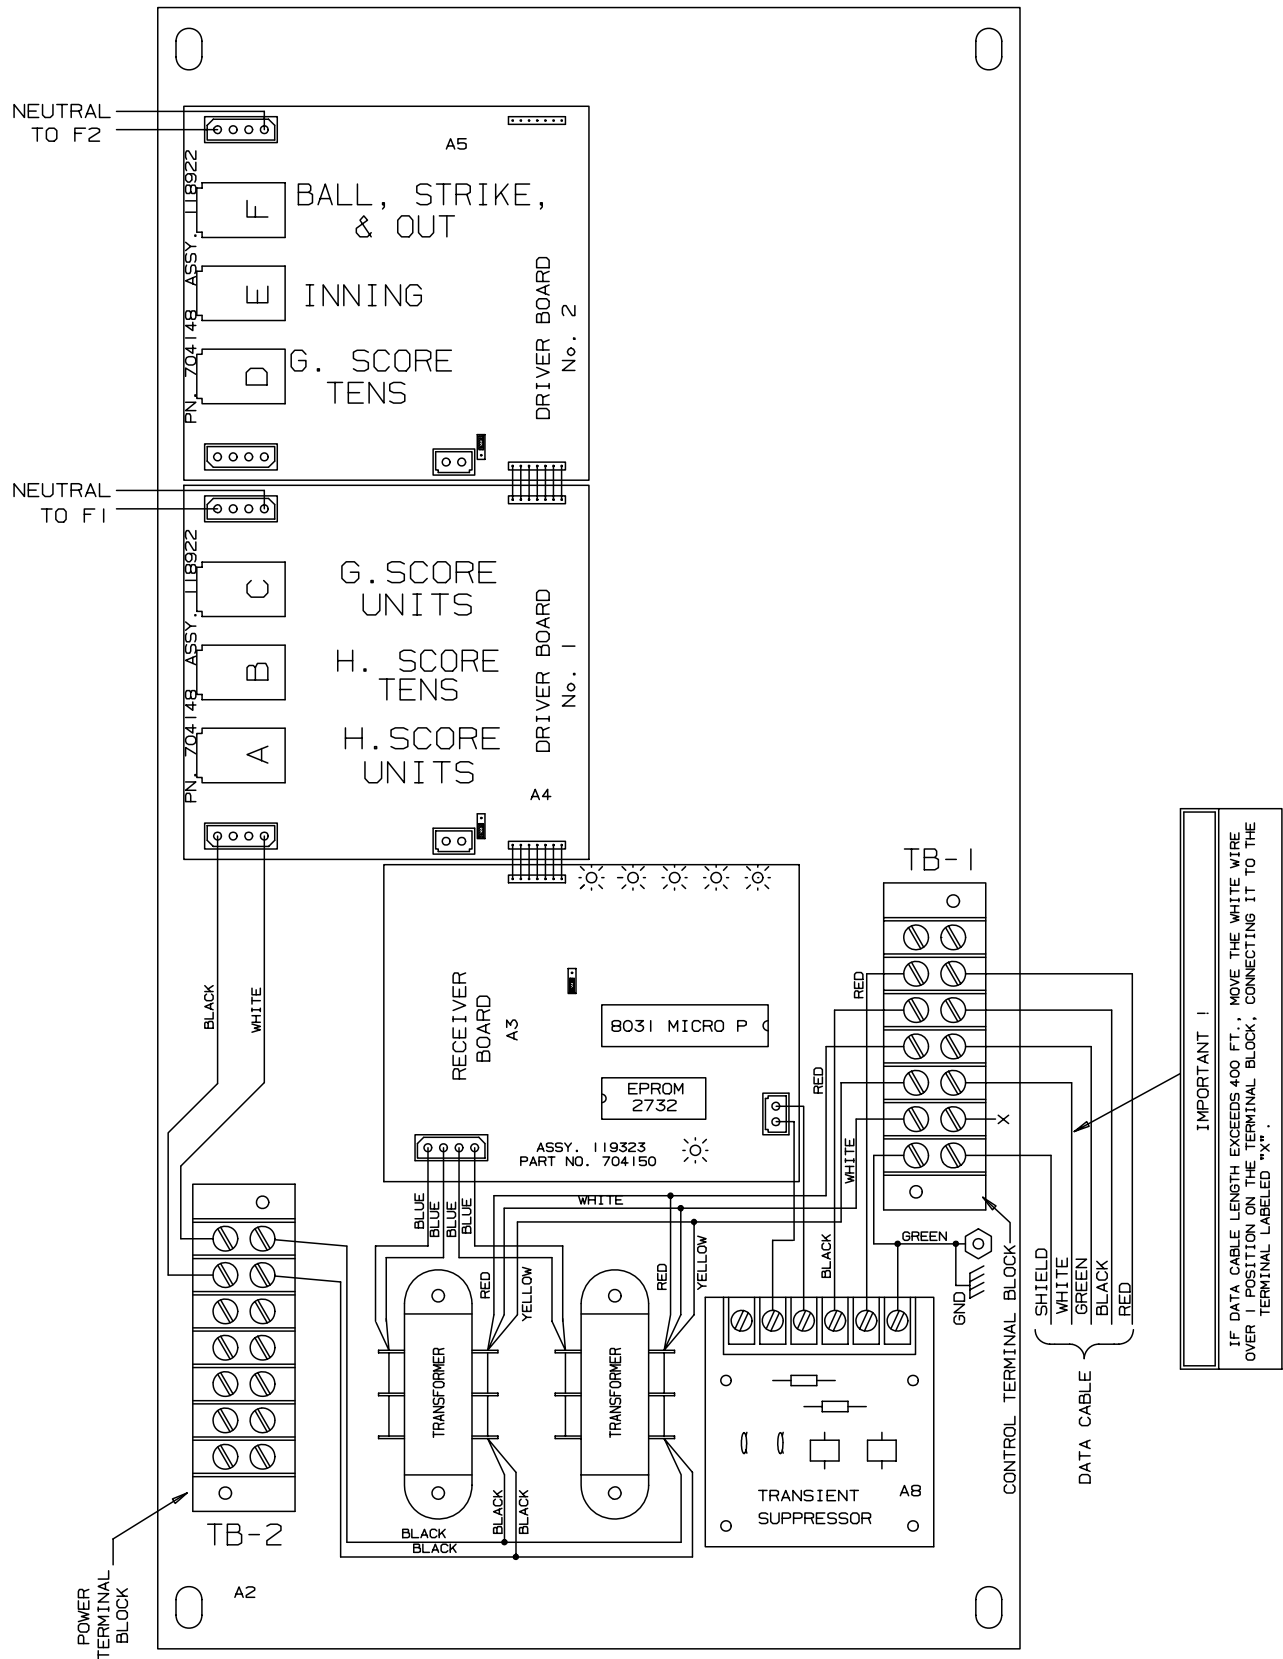 NEUTRAL
TO F2
A5
PN. 704148 ASSY. 118922
F
BALL, STRIKE,
& OUT
E
INNING
D
G. SCORE
TENS
DRIVER BOARD
No. 2
NEUTRAL
TO F1
PN. 704148 ASSY. 118922
C
G.SCORE
UNITS
B
H. SCORE
TENS
A
H.SCORE
UNITS
DRIVER BOARD
No. 1
A4
BLACK
WHITE
RECEIVER
BOARD
A3
8031 MICRO P
EPROM
2732
ASSY. 119323
PART NO. 704150
TB-1
RED
RED
WHITE
X
BLUE
BLUE
BLUE
BLUE
WHITE
RED
YELLOW
RED
YELLOW
BLACK
GREEN
GND
CONTROL TERMINAL BLOCK
SHIELD
WHITE
GREEN
BLACK
RED
DATA CABLE
IMPORTANT !
IF DATA CABLE LENGTH EXCEEDS 400 FT., MOVE THE WHITE WIRE
OVER 1 POSITION ON THE TERMINAL BLOCK, CONNECTING IT TO THE
TERMINAL LABELED "X".
TRANSFORMER
TRANSFORMER
BLACK
BLACK
BLACK
BLACK
TRANSIENT
SUPPRESSOR
A8
TB-2
A2
POWER
TERMINAL
BLOCK